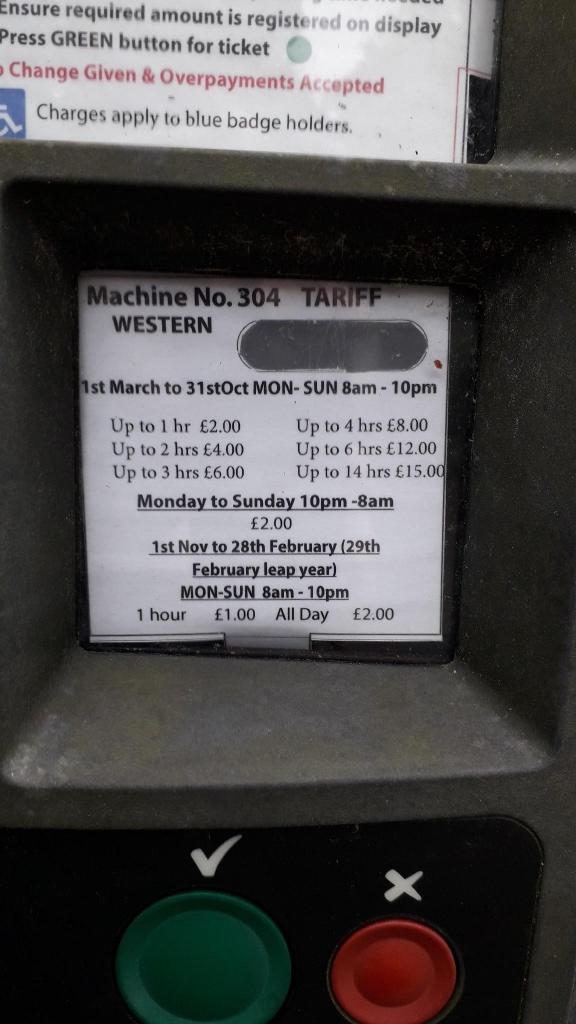 Ensure required amount is registered on display
Press GREEN button for ticket
Change Given & Overpayments Accepted
Charges apply to blue badge holders.
Machine No. 304 TARIFF
WESTERN
1st March to 31stOct MON- SUN 8am - 10pm
Up to 1 hr £2.00 Up to 4 hrs £8.00
Up to 2 hrs £4.00 Up to 6 hrs £12.00
Up to 3 hrs £6.00 Up to 14 hrs £15.00
Monday to Sunday 10pm -8am
£2.00
1st Nov to 28th February (29th
February leap year)
MON-SUN 8am - 10pm
1 hour £1.00 All Day £2.00